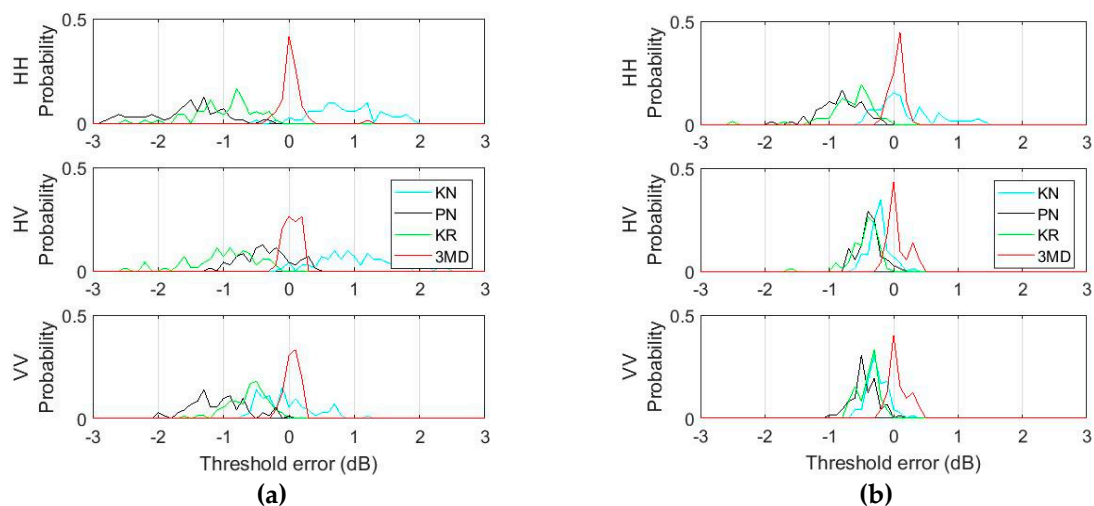 HH
Probability
0.5
0
-3 -2 -1 0 1 2 3
HV
Probability
0.5
0
-3 -2 -1 0 1 2 3
KN
PN
KR
3MD
VV
Probability
0.5
0
-3 -2 -1 0 1 2 3
Threshold error (dB)
(a)
HH
Probability
0.5
0
-3 -2 -1 0 1 2 3
HV
Probability
0.5
0
-3 -2 -1 0 1 2 3
KN
PN
KR
3MD
VV
Probability
0.5
0
-3 -2 -1 0 1 2 3
Threshold error (dB)
(b)